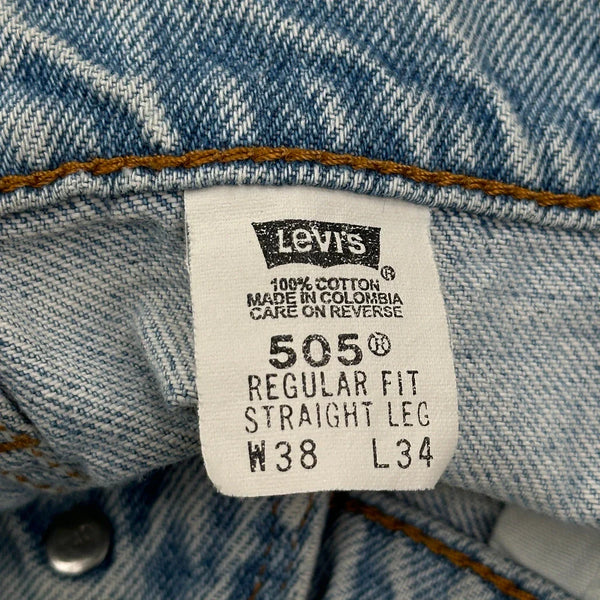 Levi's ®
100% COTTON
MADE IN COLOMBIA
CARE ON REVERSE
505®
REGULAR FIT
STRAIGHT LEG
W38 L34